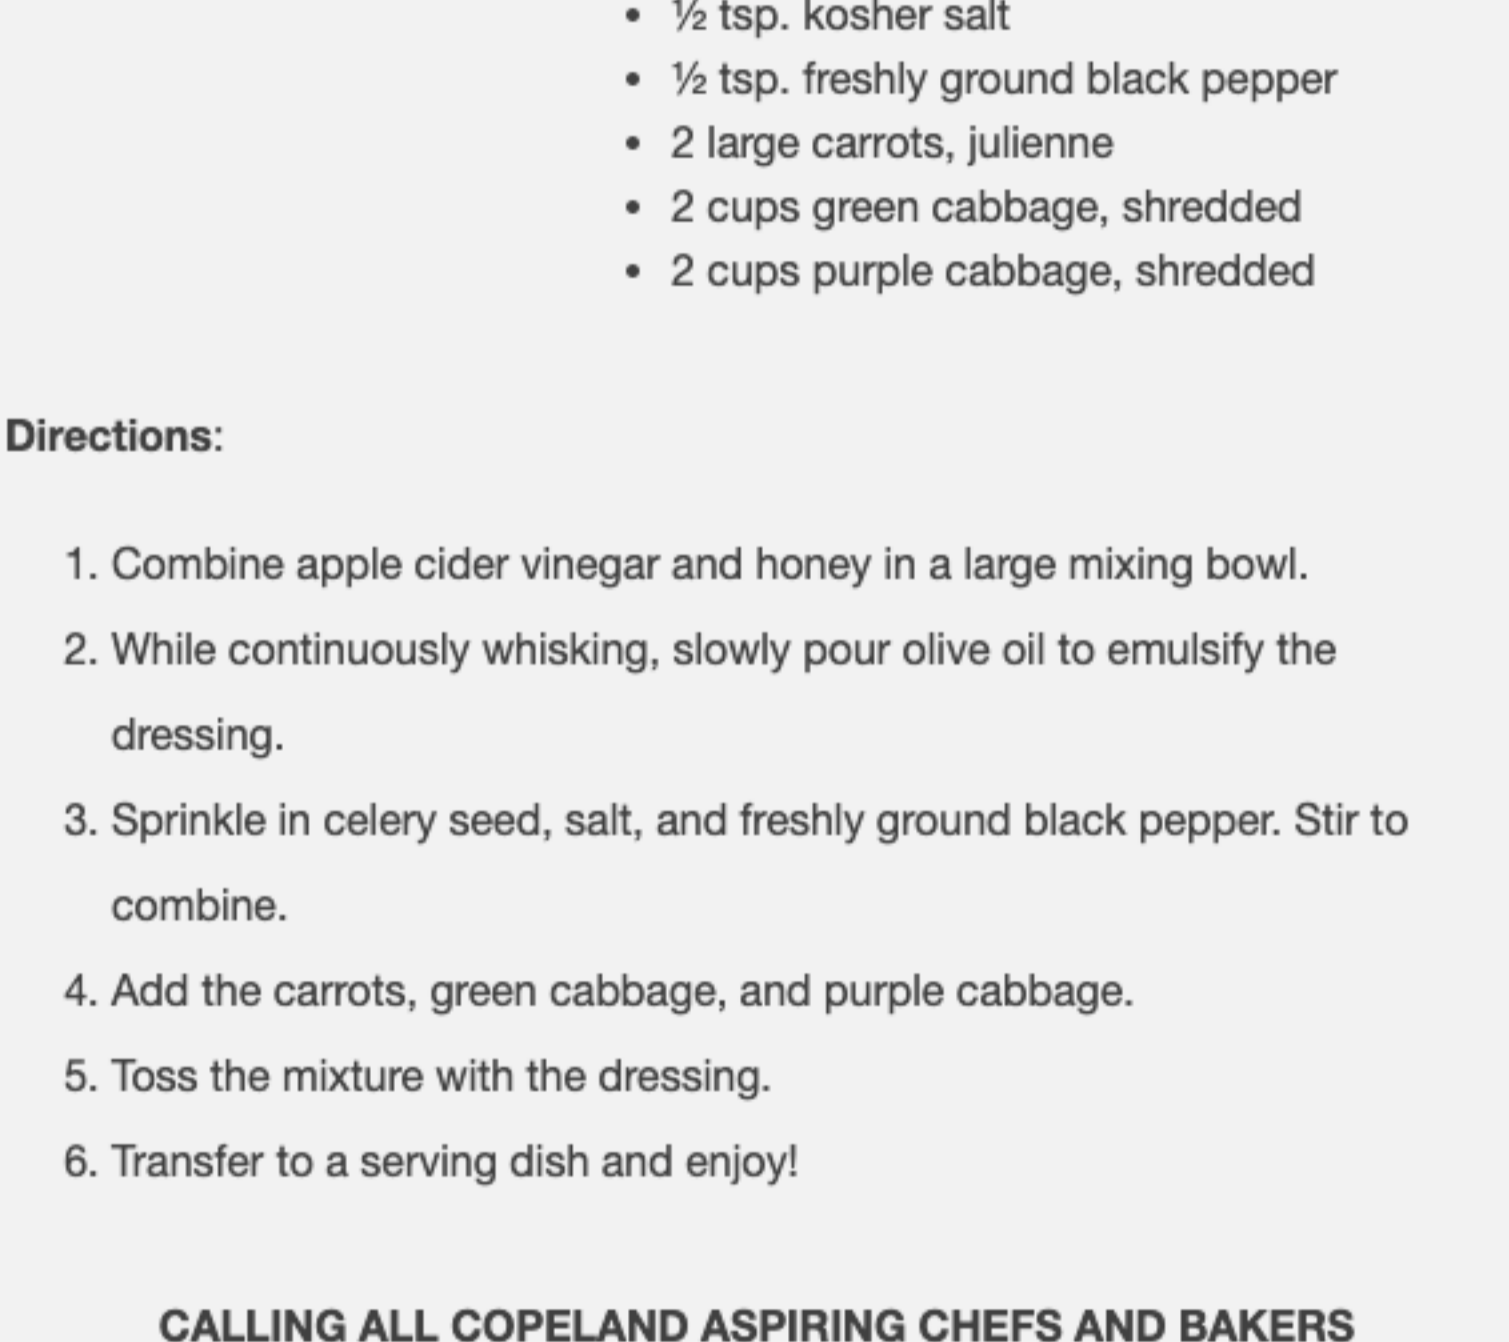 • ½ tsp. kosher salt
• ½ tsp. freshly ground black pepper
• 2 large carrots, julienne
• 2 cups green cabbage, shredded
• 2 cups purple cabbage, shredded
Directions:
1. Combine apple cider vinegar and honey in a large mixing bowl.
2. While continuously whisking, slowly pour olive oil to emulsify the
dressing.
3. Sprinkle in celery seed, salt, and freshly ground black pepper. Stir to
combine.
4. Add the carrots, green cabbage, and purple cabbage.
5. Toss the mixture with the dressing.
6. Transfer to a serving dish and enjoy!
CALLING ALL COPELAND ASPIRING CHEFS AND BAKERS